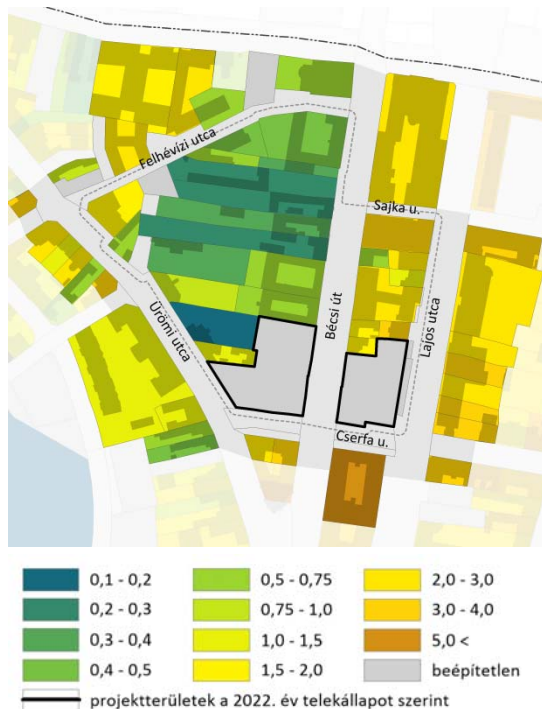 Felhévízi utca
Sajka u.
Bécsi út
Lajos utca
Ürömi utca
Cserfa u.
0,1 - 0,2
0,5 - 0,75
2,0 - 3,0
0,2 - 0,3
0,75 - 1,0
3,0 - 4,0
0,3 - 0,4
1,0 - 1,5
5,0 <
0,4 - 0,5
1,5 - 2,0
beépítetlen
projektterületek a 2022. év telekállapot szerint